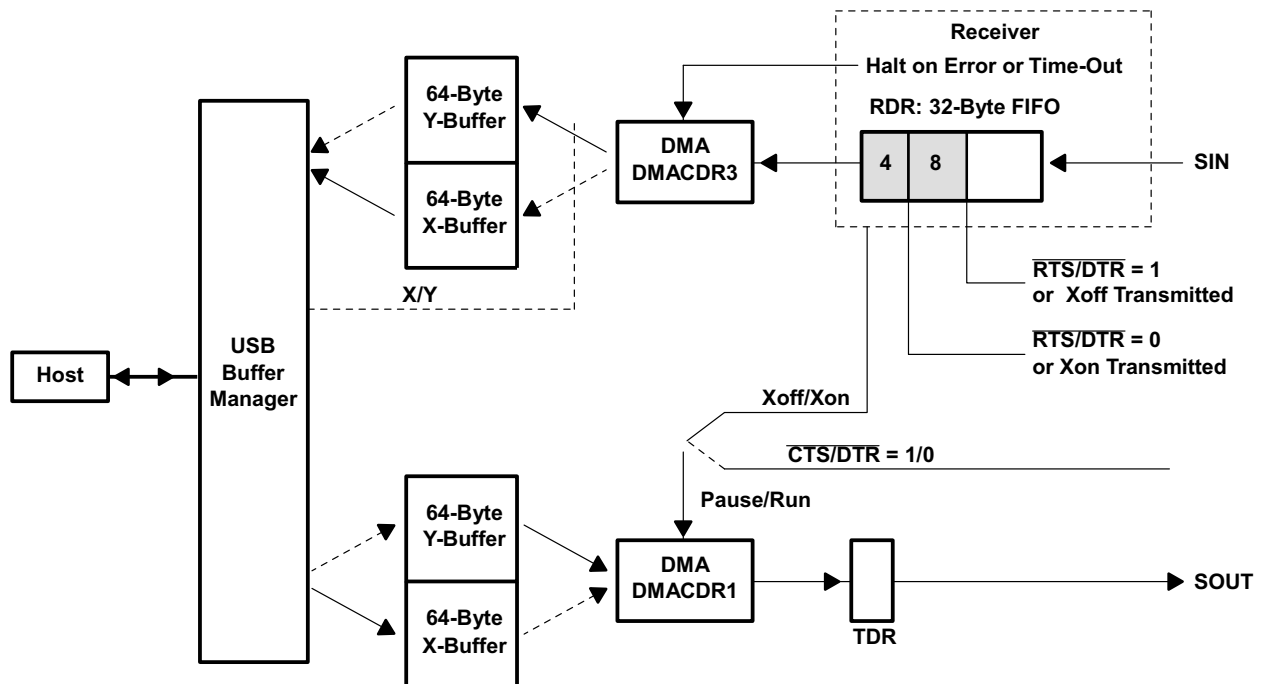 Receiver
Halt on Error or Time-Out
RDR: 32-Byte FIFO
4
8
SIN
64-Byte
Y-Buffer
64-Byte
X-Buffer
DMA
DMACDR3
X/Y
RTS/DTR = 1
or Xoff Transmitted
RTS/DTR = 0
or Xon Transmitted
Host
USB
Buffer
Manager
Xoff/Xon
CTS/DTR = 1/0
Pause/Run
64-Byte
Y-Buffer
64-Byte
X-Buffer
DMA
DMACDR1
TDR
SOUT